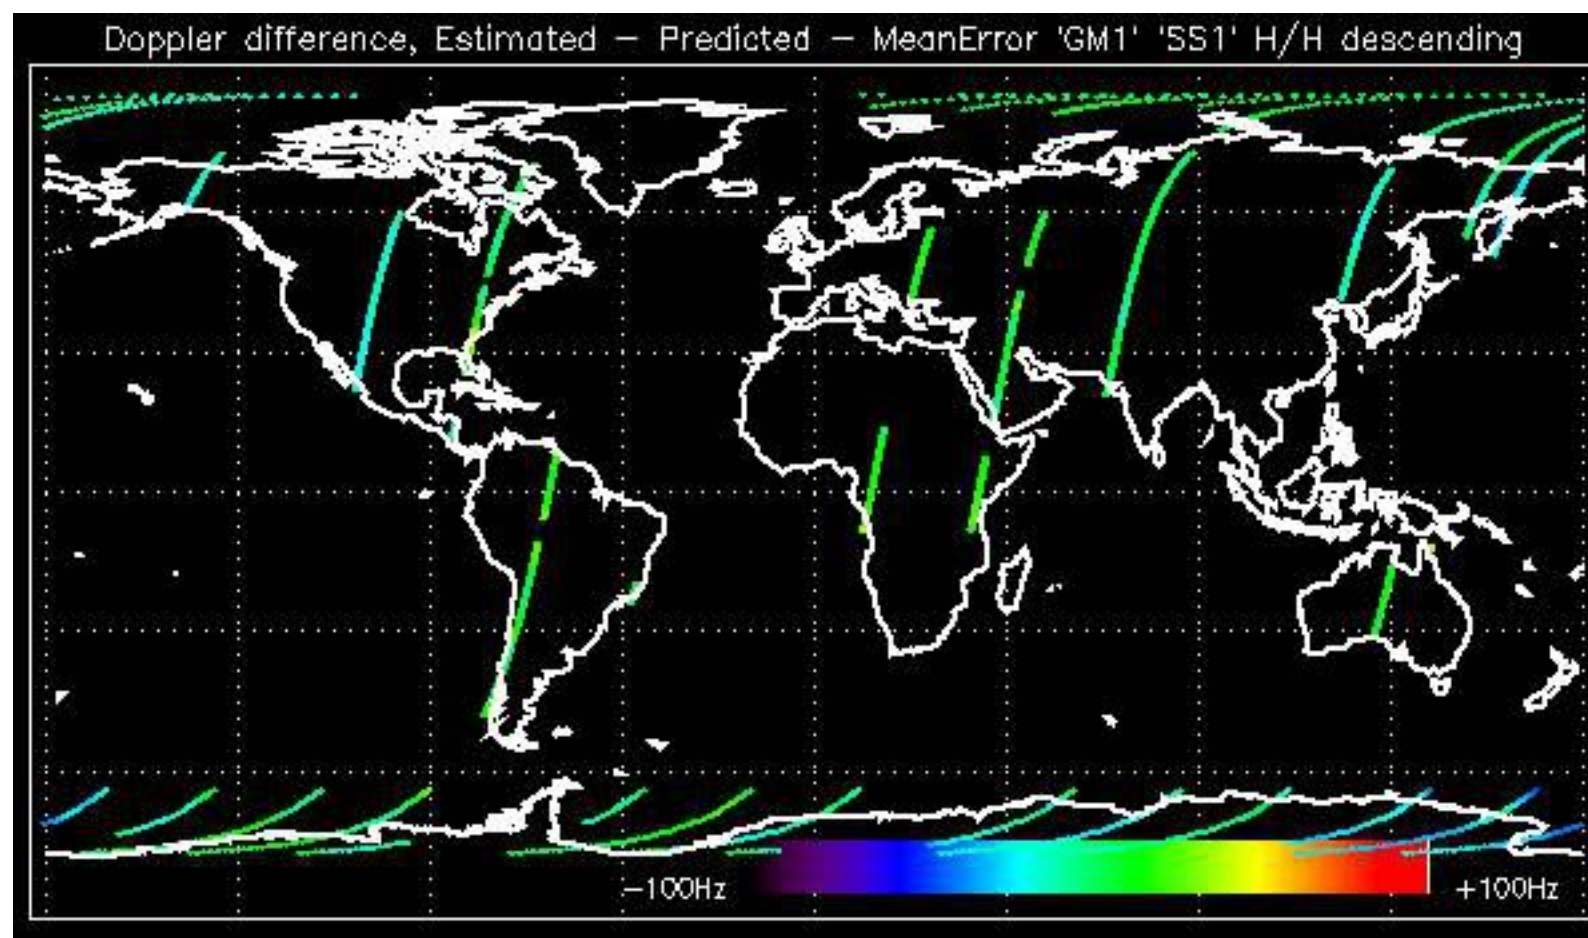 Doppler difference, Estimated — Predicted — MeanError 'GM1' 'SS1' H/H descending
−100Hz
+100Hz